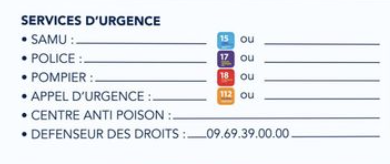 SERVICES D'URGENCE
• SAMU : 15 ou
• POLICE : 17 ou
• POMPIER : 18 ou
• APPEL D'URGENCE : 112 ou
• CENTRE ANTI POISON :
• DEFENSEUR DES DROITS : 09.69.39.00.00